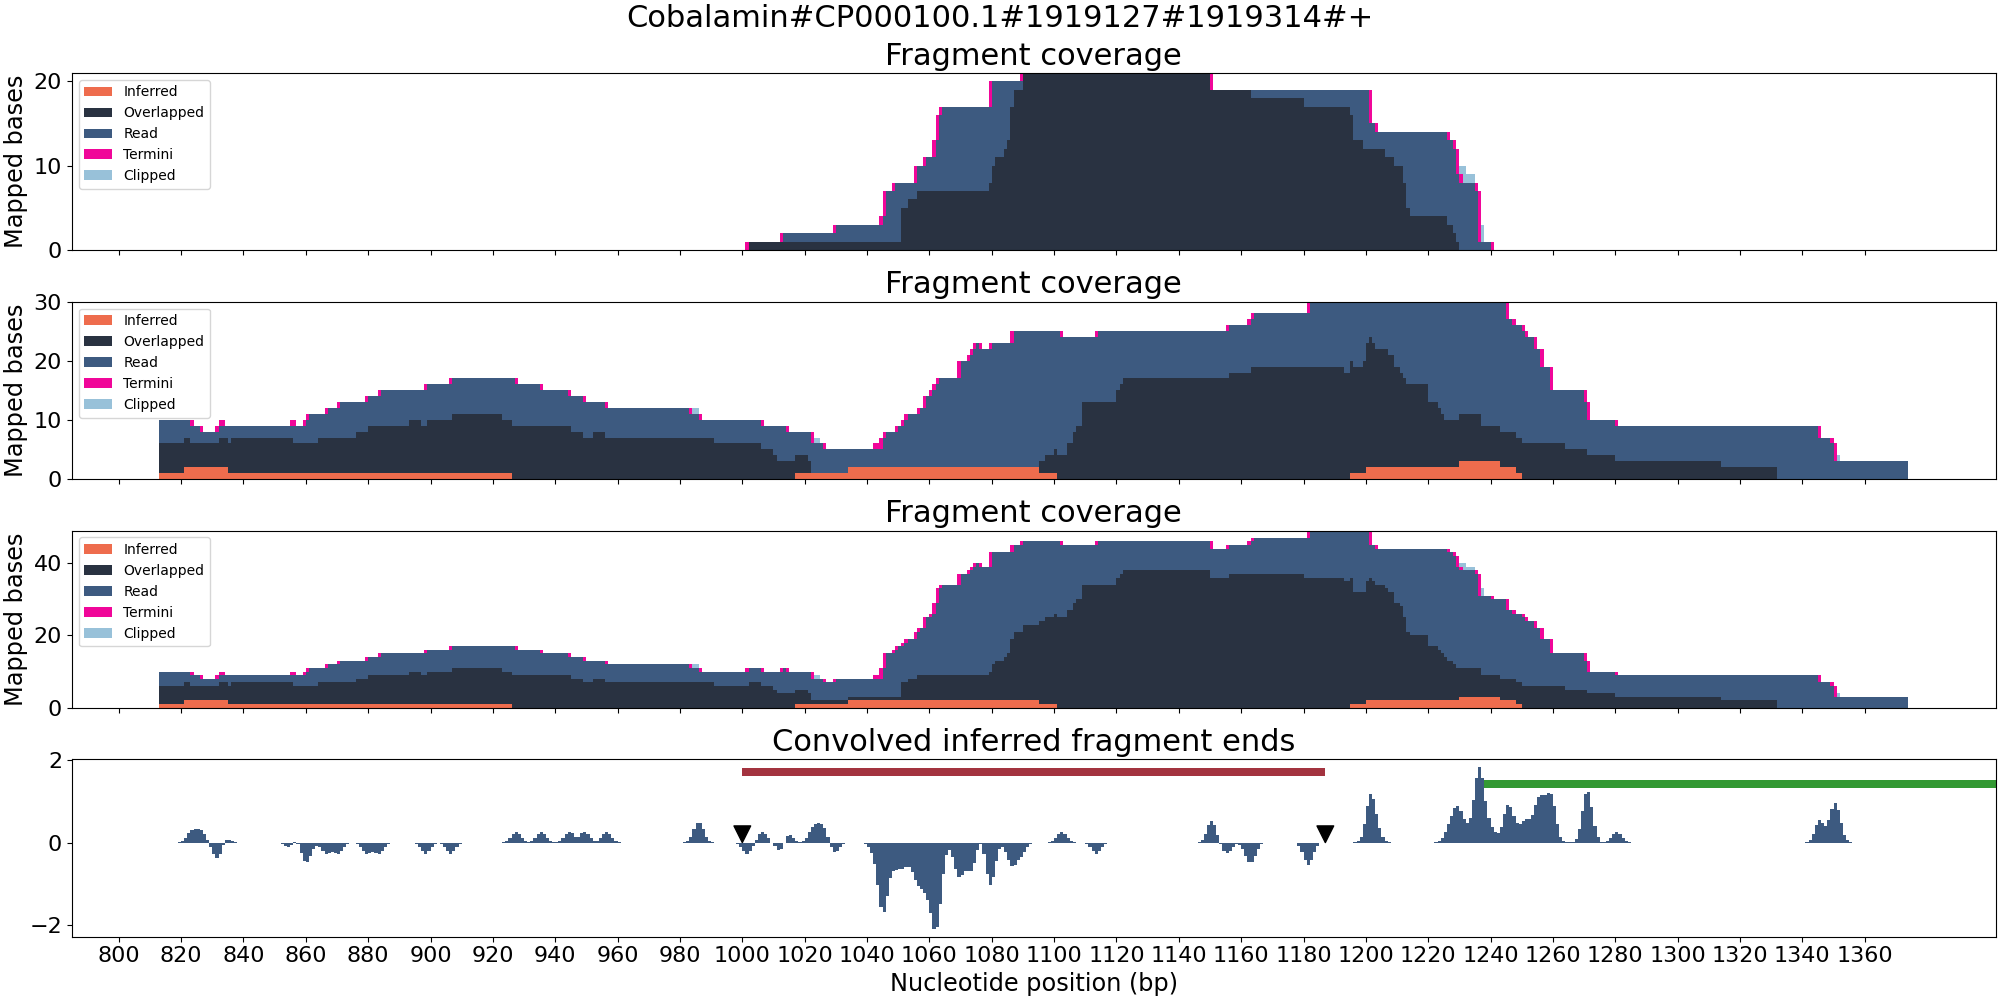 Cobalamin#CP000100.1#1919127#1919314#+
Fragment coverage
Mapped bases
20
10
0
Inferred
Overlapped
Read
Termini
Clipped
Fragment coverage
Mapped bases
30
20
10
0
Inferred
Overlapped
Read
Termini
Clipped
Fragment coverage
Mapped bases
40
20
0
Inferred
Overlapped
Read
Termini
Clipped
Convolved inferred fragment ends
2
0
−2
800 820 840 860 880 900 920 940 960 980 1000 1020 1040 1060 1080 1100 1120 1140 1160 1180 1200 1220 1240 1260 1280 1300 1320 1340 1360
Nucleotide position (bp)